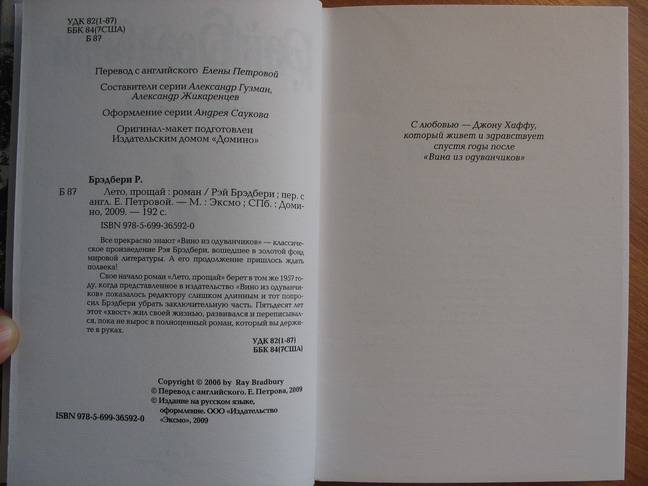 УДК 82(1-87)
ББК 84(7США)
Б 87
Перевод с английского Елены Петровой
Составители серии Александр Гузман,
Александр Жикаренцев
Оформление серии Андрея Саукова
Оригинал-макет подготовлен
Издательским домом «Домино»
Брэдбери Р.
Б 87 Лето, прощай : роман / Рэй Брэдбери ; пер. с
англ. Е. Петровой. — М. : Эксмо ; СПб. : Доми-
но, 2009. — 192 с.
ISBN 978-5-699-36592-0
Все прекрасно знают «Вино из одуванчиков» — классиче-
ское произведение Рэя Брэдбери, вошедшее в золотой фонд
мировой литературы. А его продолжение пришлось ждать
полвека!
Свое начало роман «Лето, прощай» берет в том же 1957 го-
ду, когда представленное в издательство «Вино из одуванчи-
ков» показалось редактору слишком длинным и тот попро-
сил Брэдбери убрать заключительную часть. Пятьдесят лет
этот «хвост» жил своей жизнью, развивался и переписывал-
ся, пока не вырос в полноценный роман, который вы держи-
те в руках.
УДК 82(1-87)
ББК 84(7США)
Copyright © 2006 by Ray Bradbury
© Перевод с английского. Е. Петрова, 2009
© Издание на русском языке,
оформление. ООО «Издательство
«Эксмо», 2009
ISBN 978-5-699-36592-0
С любовью — Джону Хаффу,
который живет и здравствует
спустя годы после
«Вина из одуванчиков»